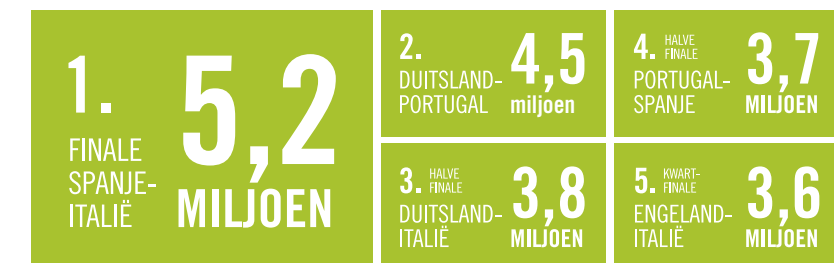 1.
FINALE
SPANJE-
ITALIË
5,2
MILJOEN
2.
DUITSLAND-
PORTUGAL
4,5
miljoen
3. HALVE
FINALE
DUITSLAND-
ITALIË
3,8
MILJOEN
4. HALVE
FINALE
PORTUGAL-
SPANJE
3,7
MILJOEN
5. KWART-
FINALE
ENGELAND-
ITALIË
3,6
MILJOEN